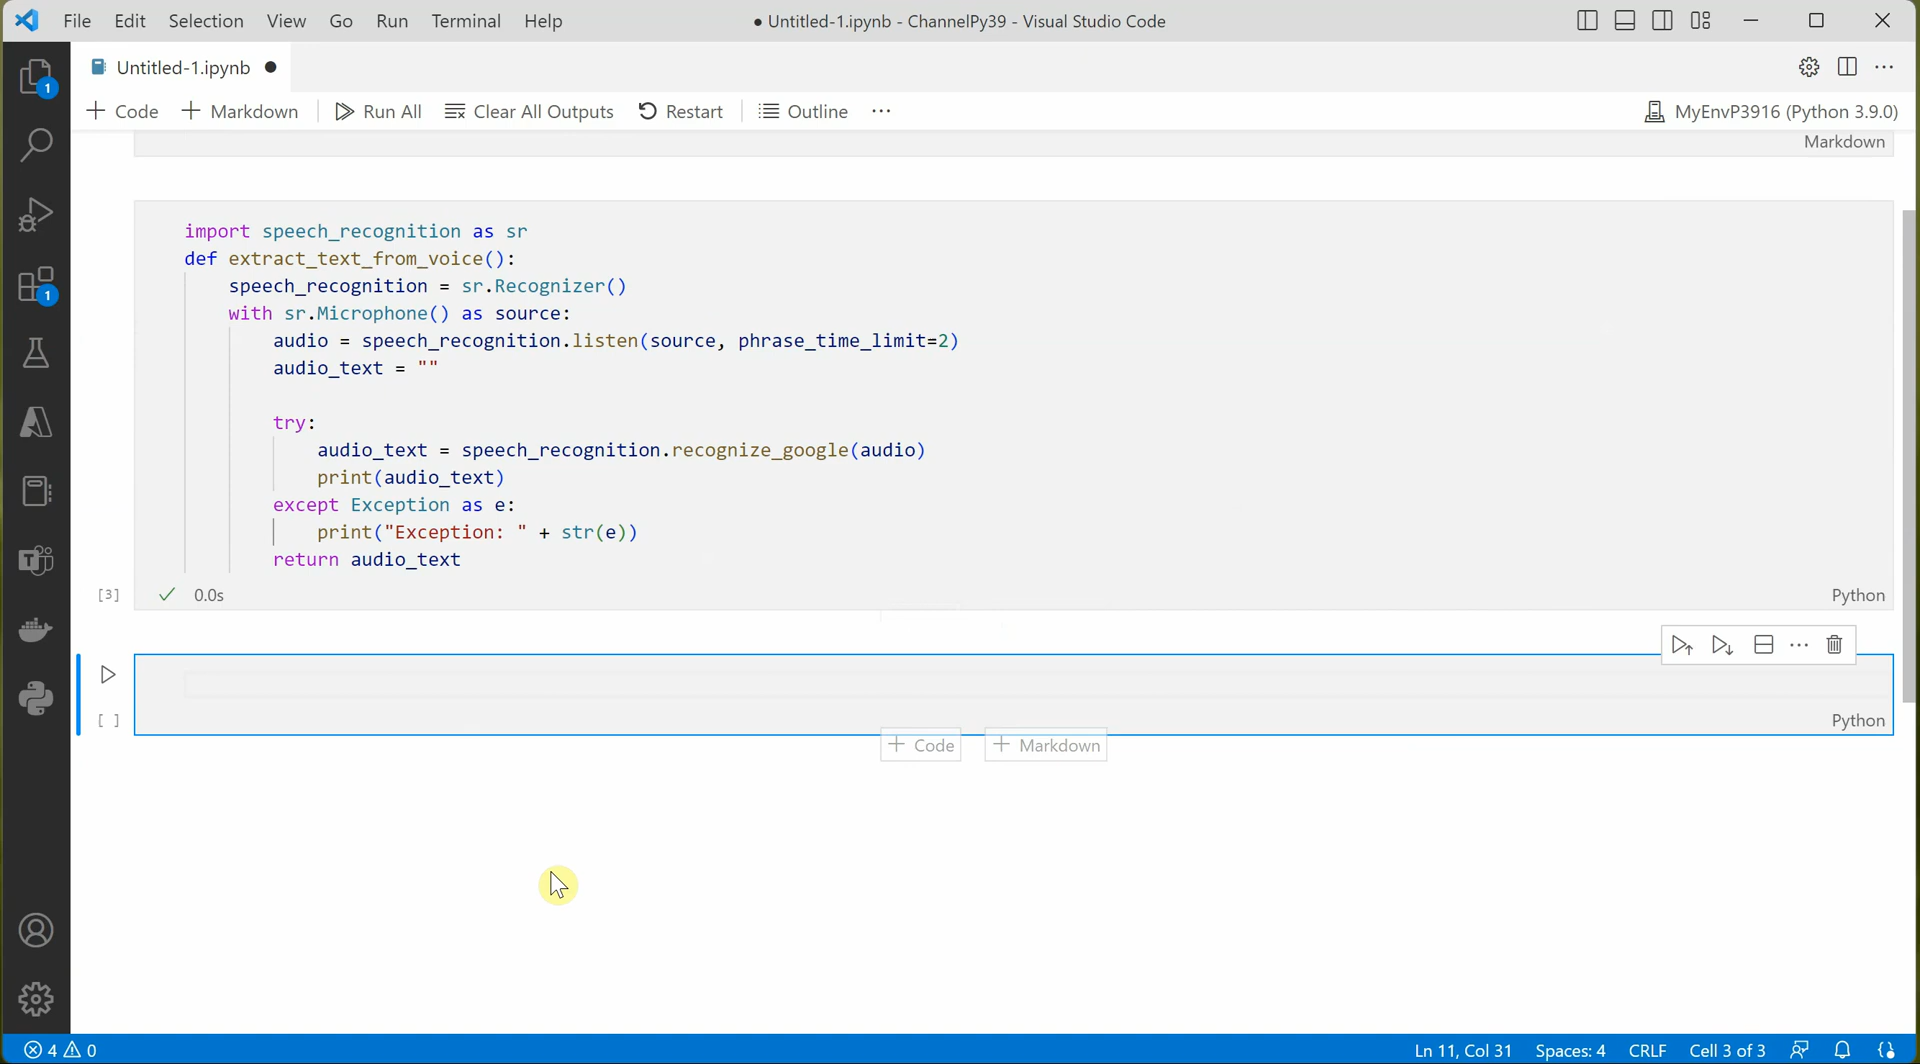 File Edit Selection View Go Run Terminal Help
● Untitled-1.ipynb - ChannelPy39 - Visual Studio Code
1
Untitled-1.ipynb ●
+ Code + Markdown Run All Clear All Outputs Restart Outline ... MyEnvP3916 (Python 3.9.0)
Markdown
import speech_recognition as sr
def extract_text_from_voice():
    speech_recognition = sr.Recognizer()
    with sr.Microphone() as source:
        audio = speech_recognition.listen(source, phrase_time_limit=2)
        audio_text = ""
        try:
            audio_text = speech_recognition.recognize_google(audio)
            print(audio_text)
        except Exception as e:
            print("Exception: " + str(e))
        return audio_text
1
[3] ✓ 0.0s Python
[ ] Python
+ Code + Markdown
4 0 Ln 11, Col 31 Spaces: 4 CRLF Cell 3 of 3